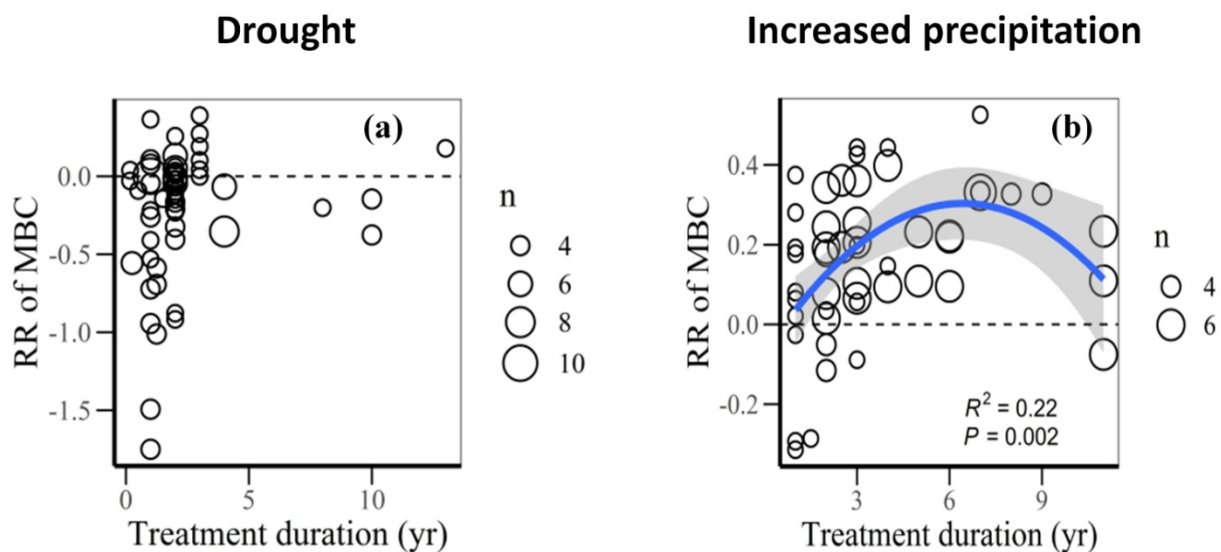 Drought
Increased precipitation
(a)
RR of MBC
0.0
-0.5
-1.0
-1.5
0
5
10
Treatment duration (yr)
n
4
6
8
10
(b)
RR of MBC
0.4
0.2
0.0
-0.2
R² = 0.22
P = 0.002
3
6
9
Treatment duration (yr)
n
4
6